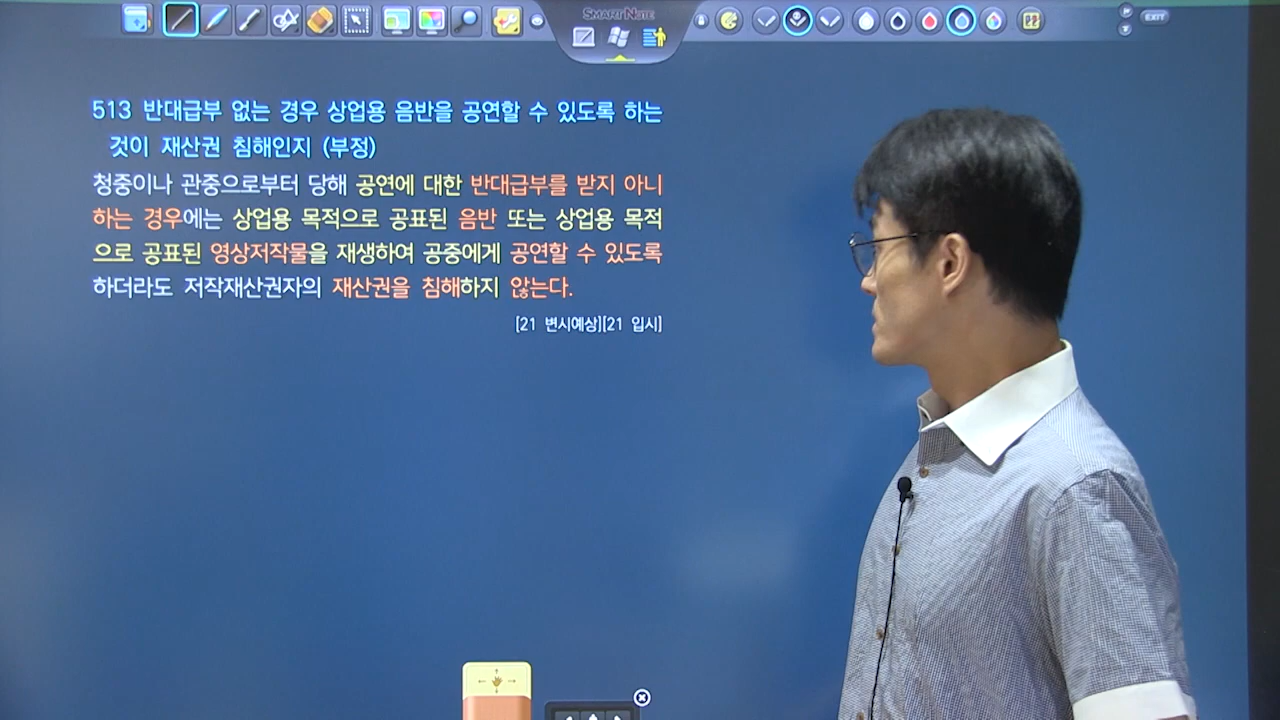 SMARTNOTE
EXIT
513 반대급부 없는 경우 상업용 음반을 공연할 수 있도록 하는
것이 재산권 침해인지 (부정)
청중이나 관중으로부터 당해 공연에 대한 반대급부를 받지 아니
하는 경우에는 상업용 목적으로 공표된 음반 또는 상업용 목적
으로 공표된 영상저작물을 재생하여 공중에게 공연할 수 있도록
하더라도 저작재산권자의 재산권을 침해하지 않는다.
[21 변시예상][21 입시]